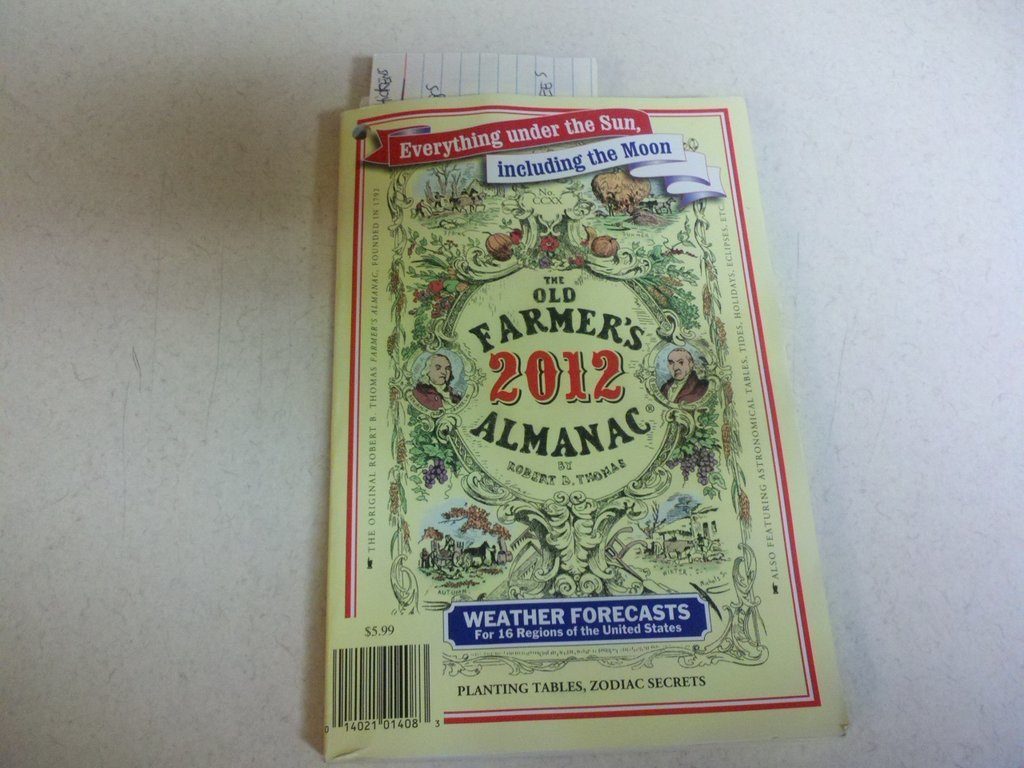 Everything under the Sun,
including the Moon
No.
CCXX
THE ORIGINAL ROBERT B. THOMAS FARMER'S ALMANAC, FOUNDED IN 1792
ALSO FEATURING ASTRONOMICAL TABLES, TIDES, HOLIDAYS, ECLIPSES, ETC.
THE
OLD
FARMER'S
2012
ALMANAC®
BY
ROBERT B. THOMAS
AUTUMN
WINTER
WEATHER FORECASTS
For 16 Regions of the United States
$5.99
PLANTING TABLES, ZODIAC SECRETS
0 14021 01408 3